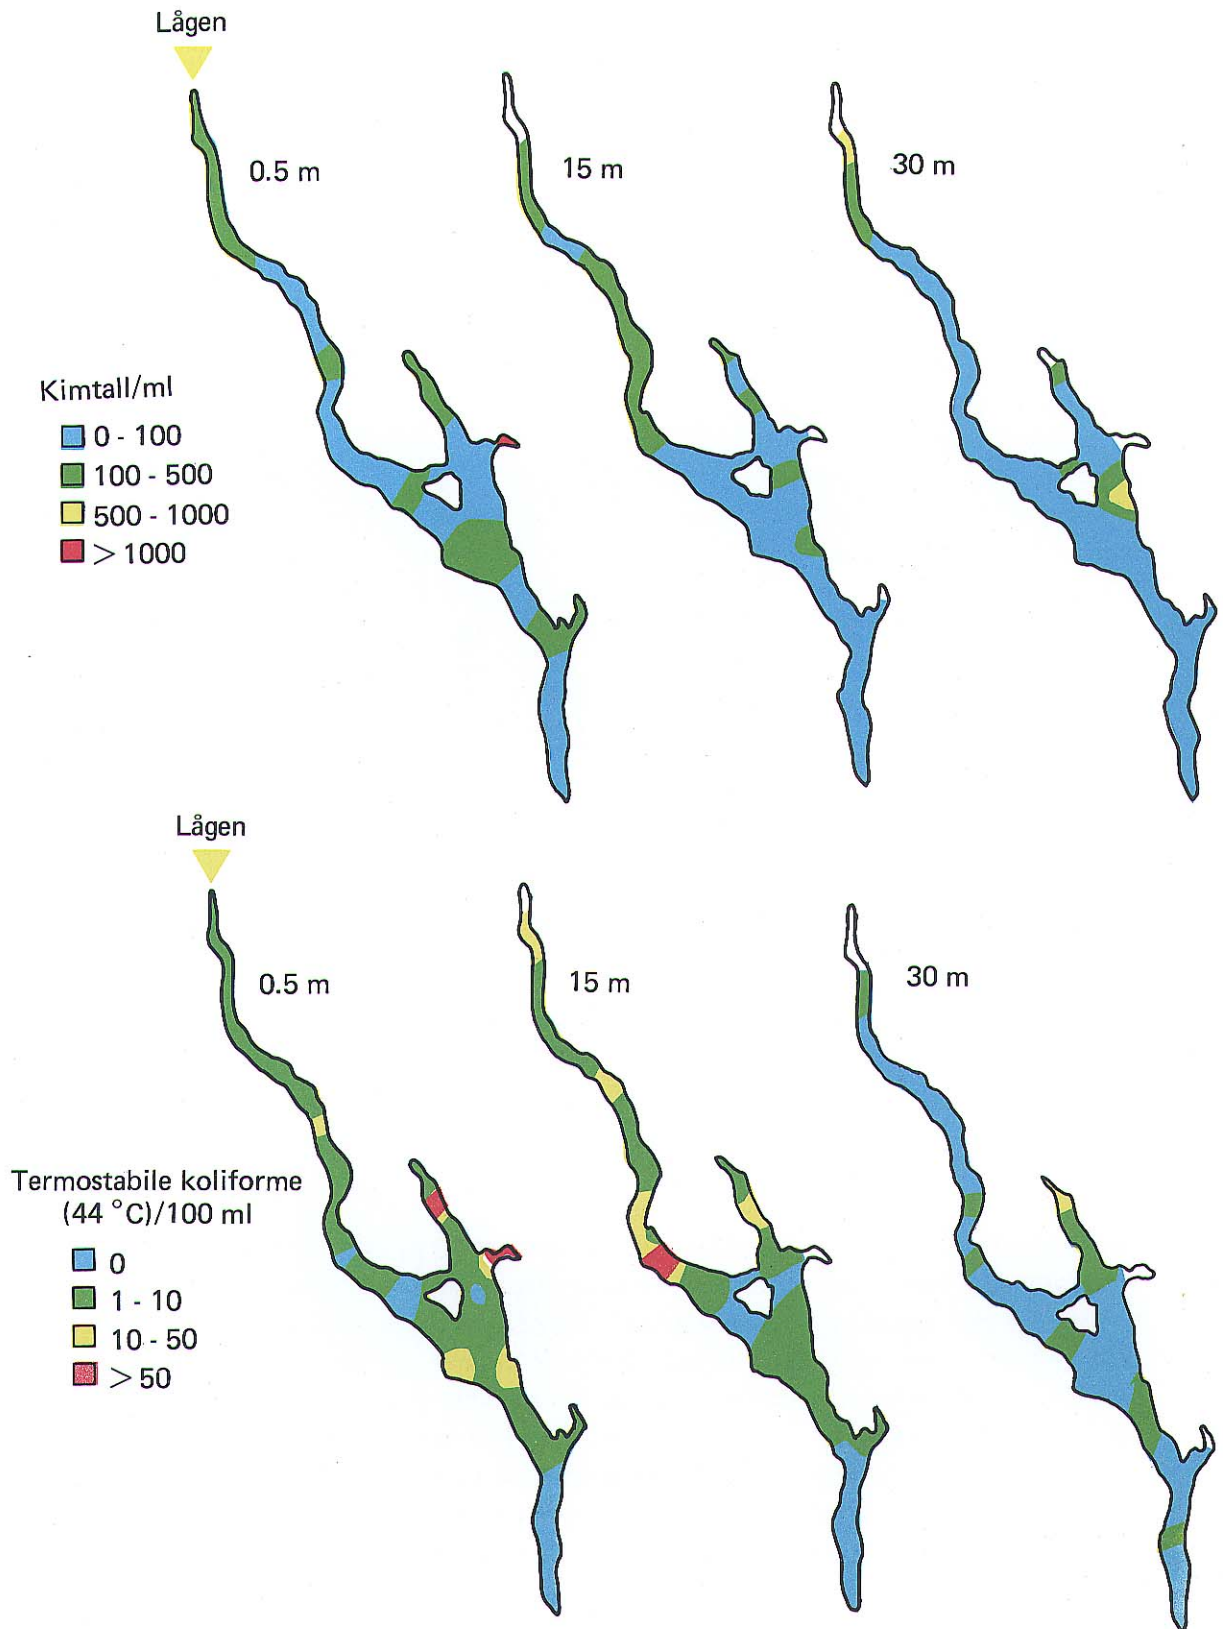 Lågen
0.5 m
15 m
30 m
Kimtall/ml
0 - 100
100 - 500
500 - 1000
> 1000
Lågen
0.5 m
15 m
30 m
Termostabile koliforme
(44 °C)/100 ml
0
1 - 10
10 - 50
> 50